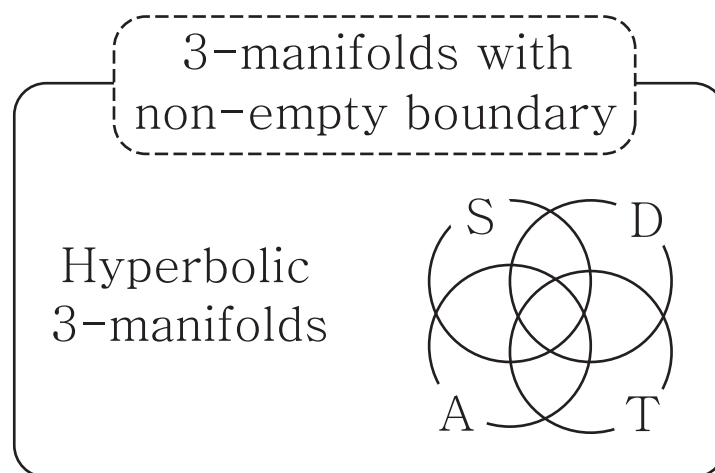 3-manifolds with
non-empty boundary
S
D
Hyperbolic
3-manifolds
A
T